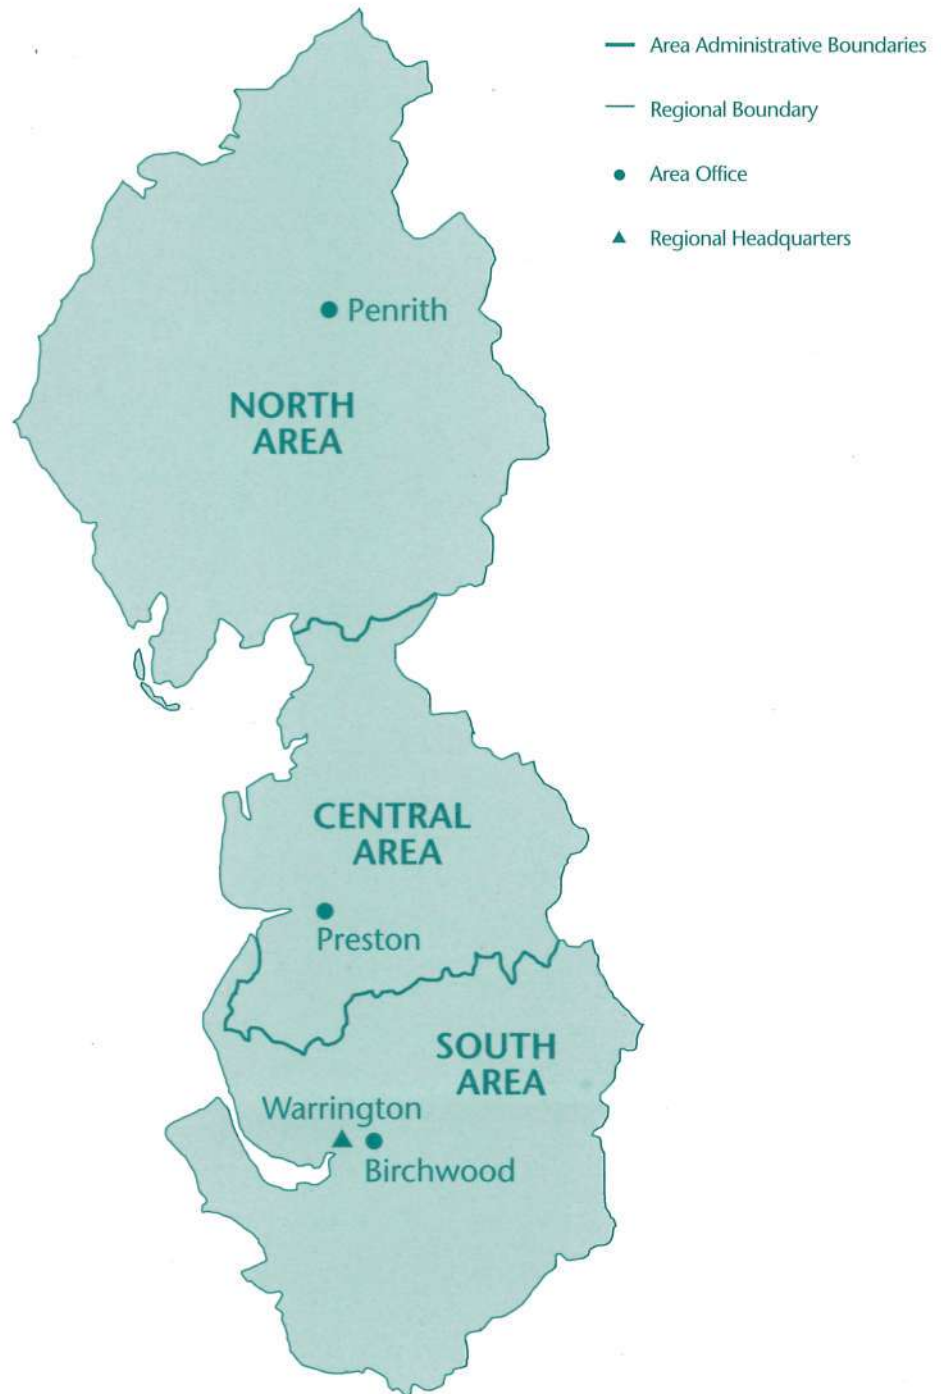 Area Administrative Boundaries
Regional Boundary
Area Office
Regional Headquarters
Penrith
NORTH
AREA
CENTRAL
AREA
Preston
SOUTH
AREA
Warrington
Birchwood